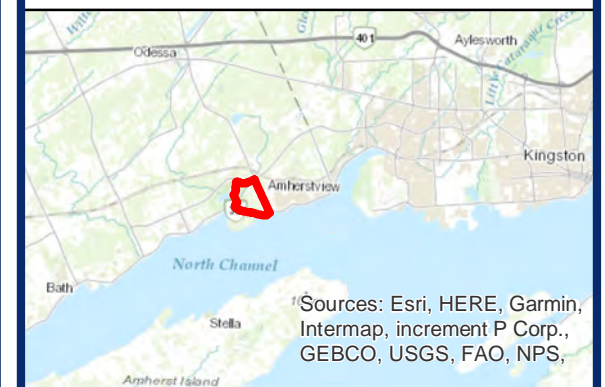 401
Aylesworth
Odessa
Little Cataraqui Creek
Kingston
Amherstview
North Channel
Bath
Stella
Sources: Esri, HERE, Garmin,
Intermap, increment P Corp.,
GEBCO, USGS, FAO, NPS,
Amherst Island